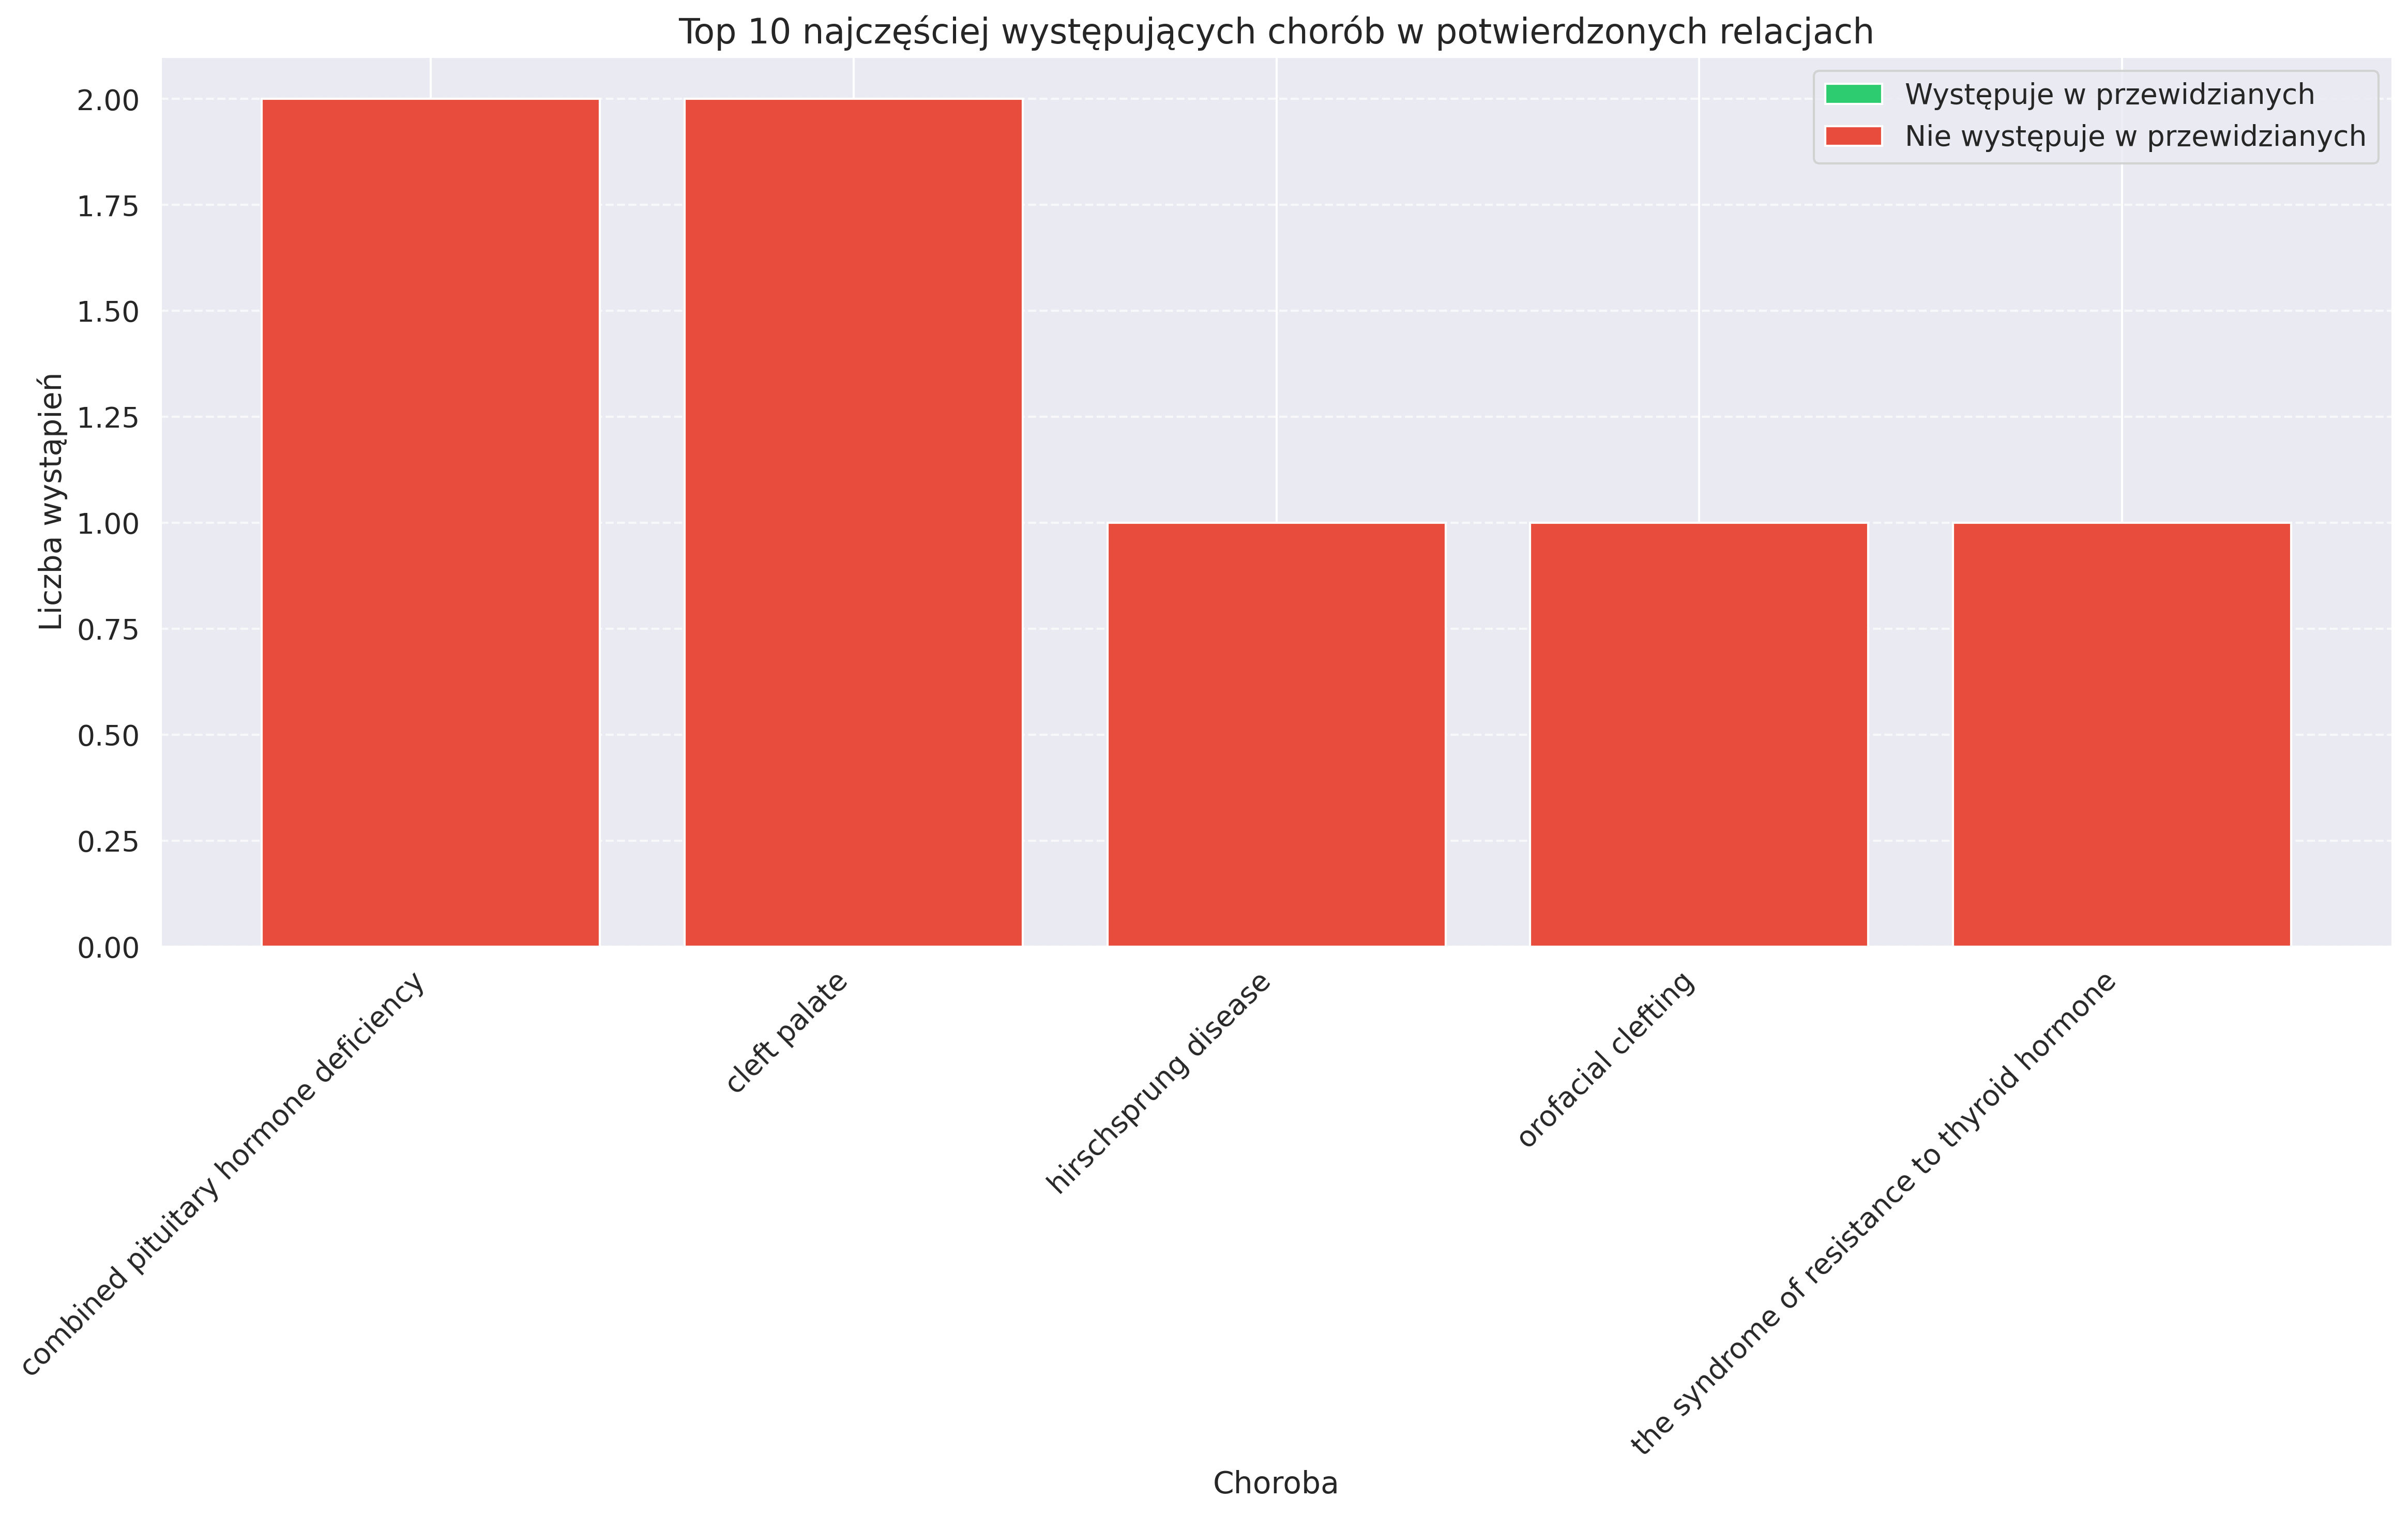 Top 10 najczęściej występujących chorób w potwierdzonych relacjach
Występuje w przewidzianych
Nie występuje w przewidzianych
Liczba wystąpień
2.00
1.75
1.50
1.25
1.00
0.75
0.50
0.25
0.00
combined pituitary hormone deficiency
cleft palate
hirschsprung disease
orofacial clefting
the syndrome of resistance to thyroid hormone
Choroba